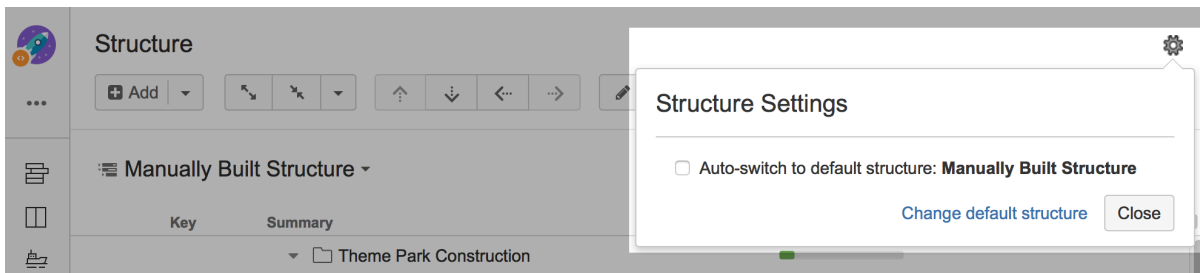 Structure
Add
Structure Settings
Manually Built Structure
Auto-switch to default structure: Manually Built Structure
Change default structure
Close
Key
Summary
Theme Park Construction